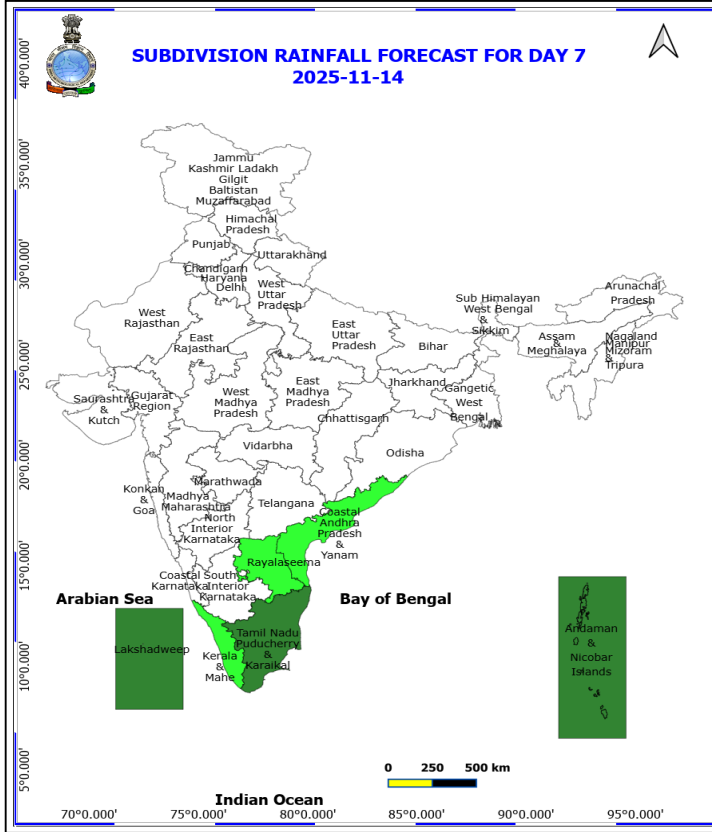 SUBDIVISION RAINFALL FORECAST FOR DAY 7
2025-11-14
40°0.000'
35°0.000'
30°0.000'
25°0.000'
20°0.000'
15°0.000'
10°0.000'
5°0.000'
Jammu
Kashmir Ladakh
Gilgit
Baltistan
Muzaffarabad
Himachal
Pradesh
Punjab
Uttarakhand
Chandigarh
Haryana
Delhi
West
Uttar
Pradesh
Arunachal
Pradesh
West
Rajasthan
Sub Himalayan
West Bengal
&
Sikkim
East
Rajasthan
East
Uttar
Pradesh
Bihar
Assam
&
Meghalaya
Nagaland
Manipur
Mizoram
&
Tripura
Saurashtra
&
Kutch
Gujarat
Region
West
Madhya
Pradesh
East
Madhya
Pradesh
Jharkhand
Gangetic
West
Bengal
Chhattisgarh
Vidarbha
Odisha
Konkan
&
Goa
Marathwada
Madhya
Maharashtra
Telangana
North
Interior
Karnataka
Coastal
Andhra
Pradesh
&
Yanam
Rayalaseema
Coastal
Karnataka
South
Interior
Karnataka
Arabian Sea
Bay of Bengal
Lakshadweep
Kerala
&
Mahe
Tamil Nadu
Puducherry
&
Karaikal
Andaman
&
Nicobar
Islands
0 250 500 km
Indian Ocean
70°0.000' 75°0.000' 80°0.000' 85°0.000' 90°0.000' 95°0.000'